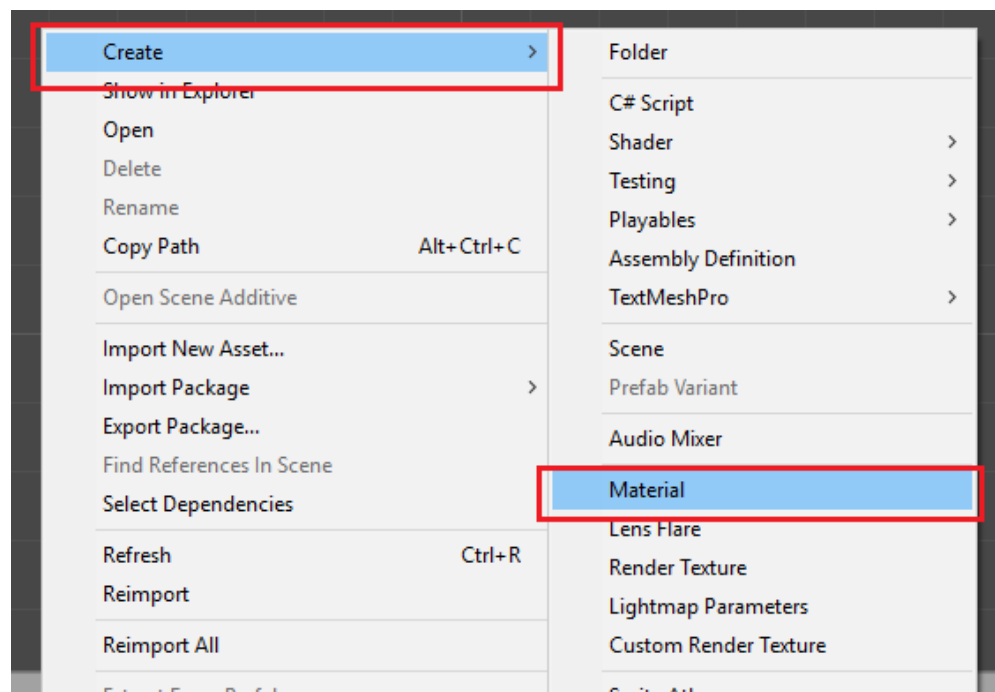 Create
Show in Explorer
Open
Delete
Rename
Copy Path Alt+Ctrl+C
Open Scene Additive
Import New Asset...
Import Package
Export Package...
Find References In Scene
Select Dependencies
Refresh Ctrl+R
Reimport
Reimport All
Folder
C# Script
Shader
Testing
Playables
Assembly Definition
TextMeshPro
Scene
Prefab Variant
Audio Mixer
Material
Lens Flare
Render Texture
Lightmap Parameters
Custom Render Texture